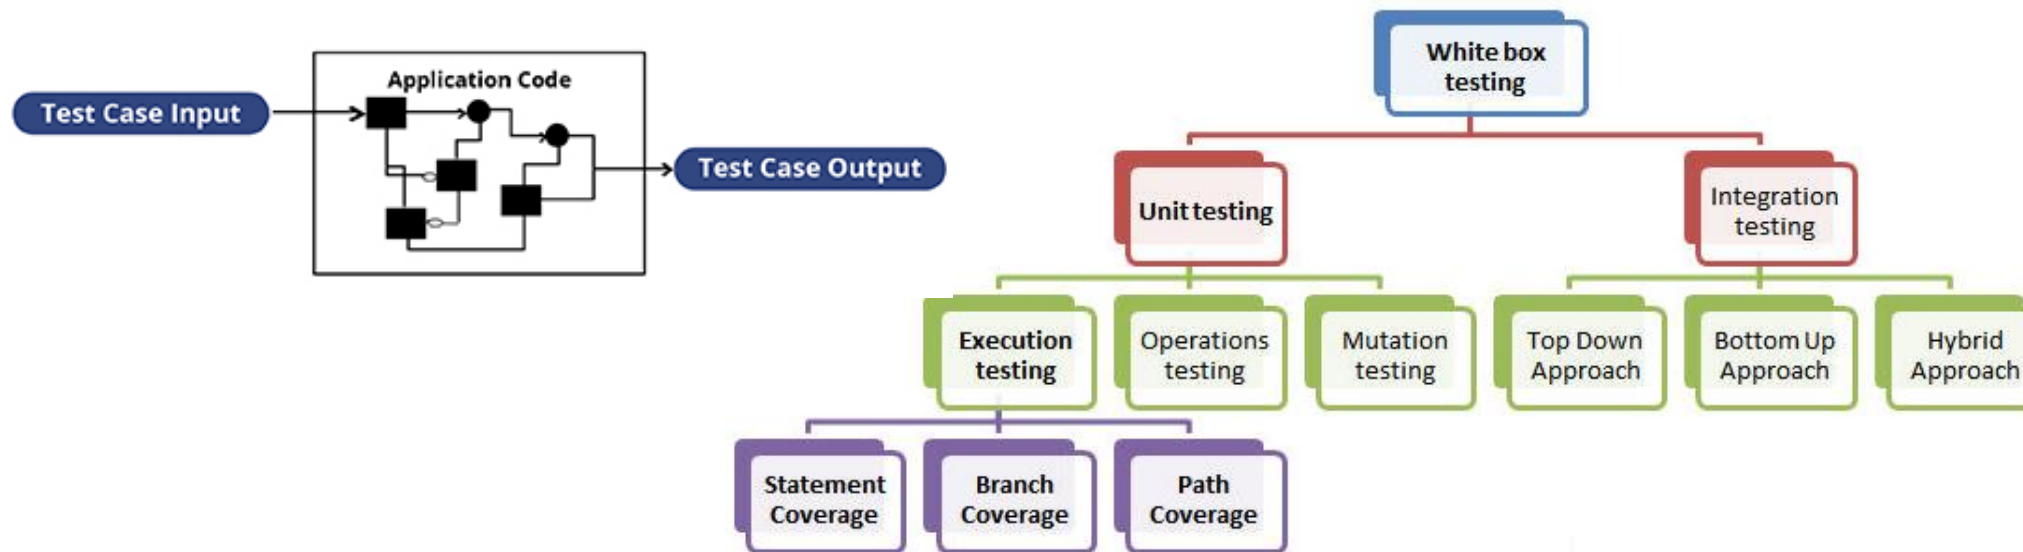 Application Code
Test Case Input
Test Case Output
White box
testing
Unit testing
Integration
testing
Execution
testing
Operations
testing
Mutation
testing
Top Down
Approach
Bottom Up
Approach
Hybrid
Approach
Statement
Coverage
Branch
Coverage
Path
Coverage